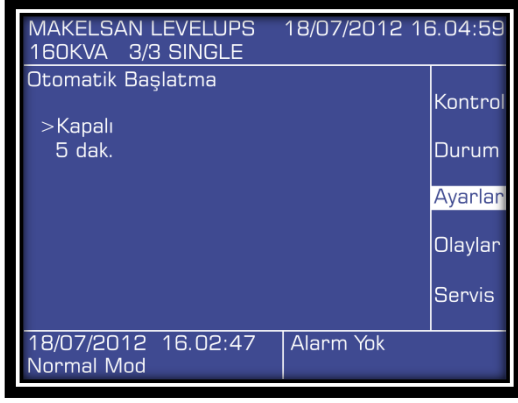 MAKELSAN LEVELUPS 18/07/2012 16.04:59
160KVA 3/3 SINGLE
Otomatik Başlatma
>Kapalı
5 dak.
Kontrol
Durum
Ayarlar
Olaylar
Servis
18/07/2012 16.02:47
Normal Mod
Alarm Yok